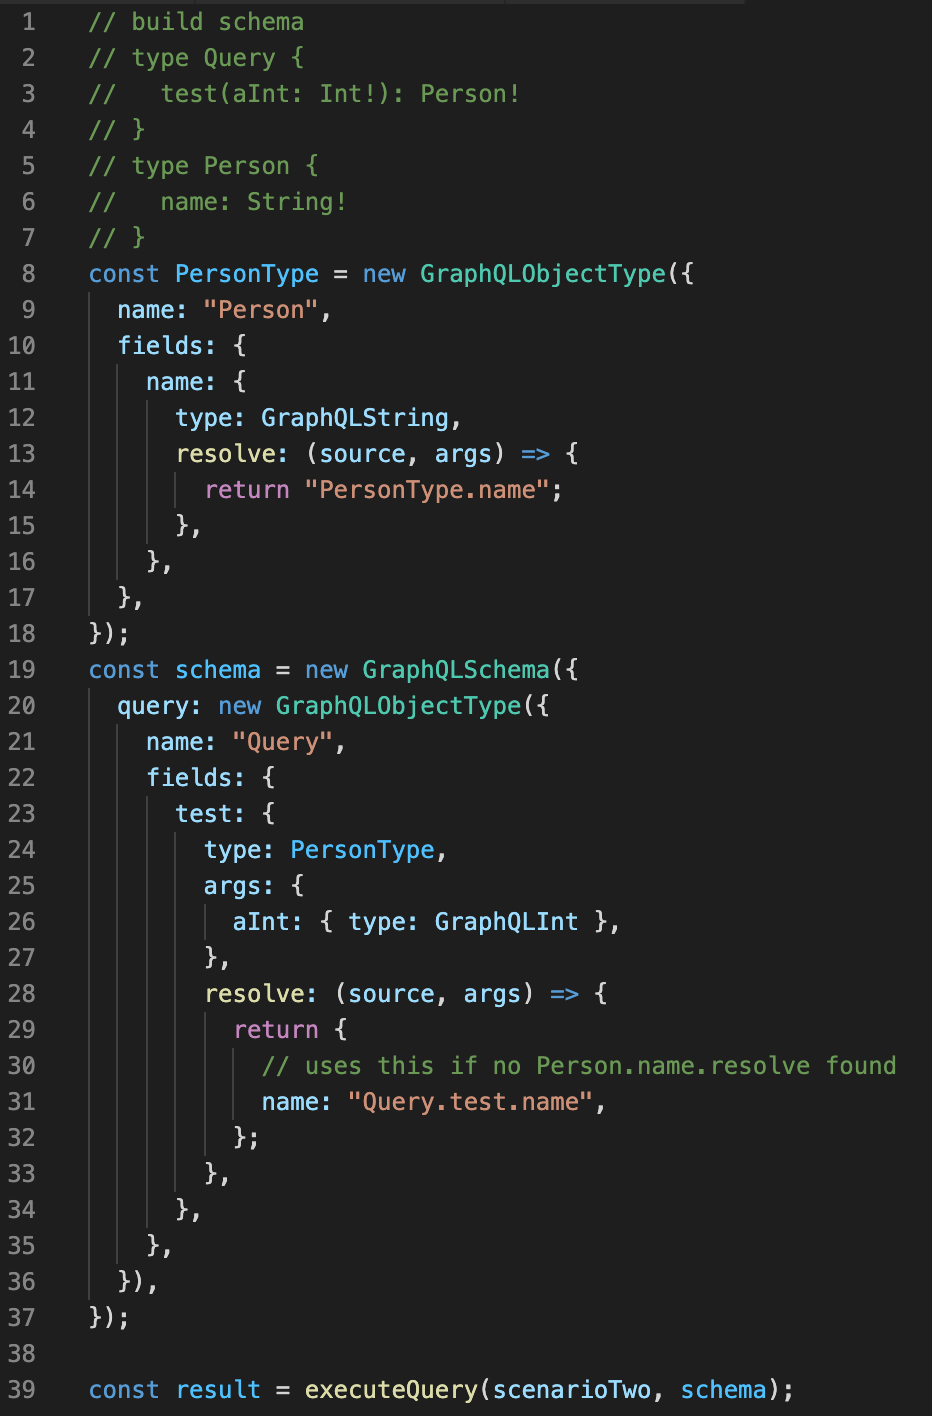 1 // build schema
2 // type Query {
3 //   test(aInt: Int!): Person!
4 // }
5 // type Person {
6 //   name: String!
7 // }
8 const PersonType = new GraphQLObjectType({
9   name: "Person",
10   fields: {
11     name: {
12       type: GraphQLString,
13       resolve: (source, args) => {
14         return "PersonType.name";
15       },
16     },
17   },
18 });
19 const schema = new GraphQLSchema({
20   query: new GraphQLObjectType({
21     name: "Query",
22     fields: {
23       test: {
24         type: PersonType,
25         args: {
26           aInt: { type: GraphQLInt },
27         },
28         resolve: (source, args) => {
29           return {
30             // uses this if no Person.name.resolve found
31             name: "Query.test.name",
32           };
33         },
34       },
35     },
36   }),
37 });
38
39 const result = executeQuery(scenarioTwo, schema);